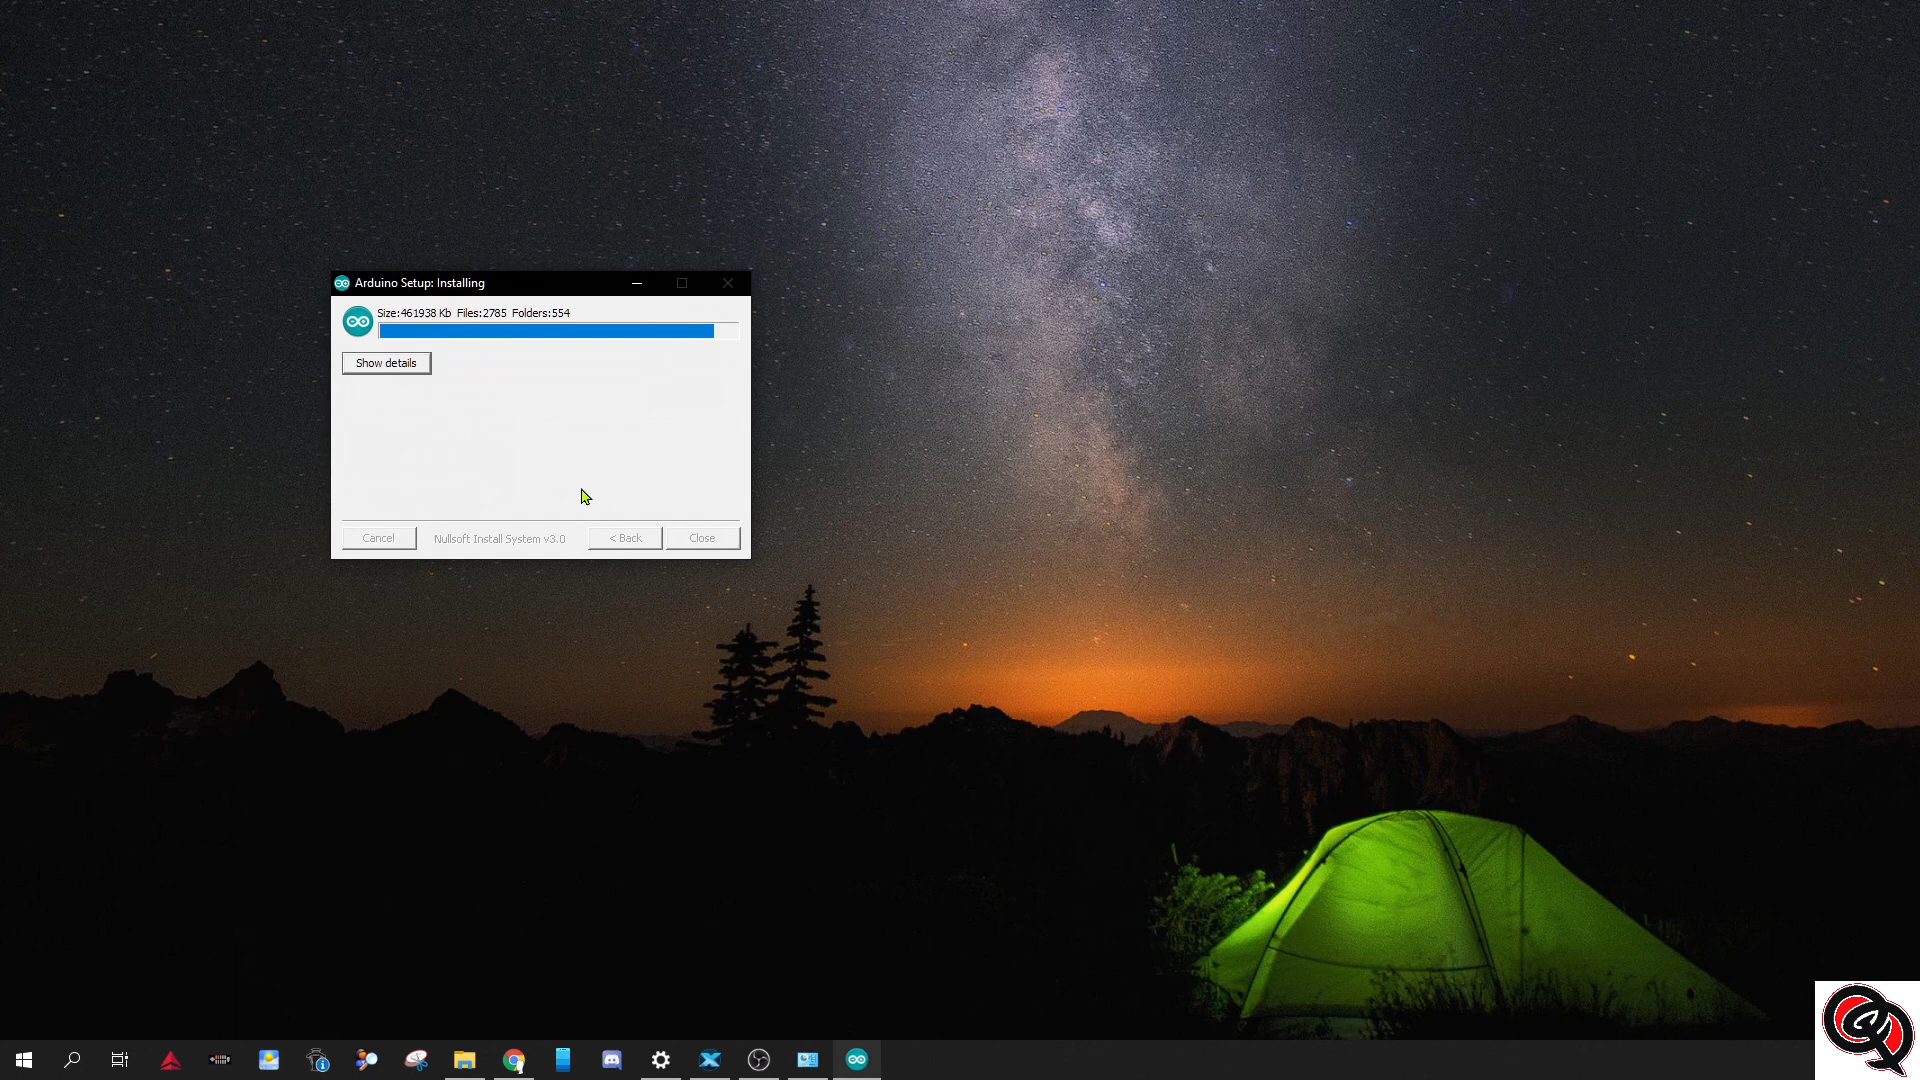 Arduino Setup: Installing
Size:461938 Kb Files:2785 Folders:554
Show details
Cancel
Nullsoft Install System v3.0
< Back
Close